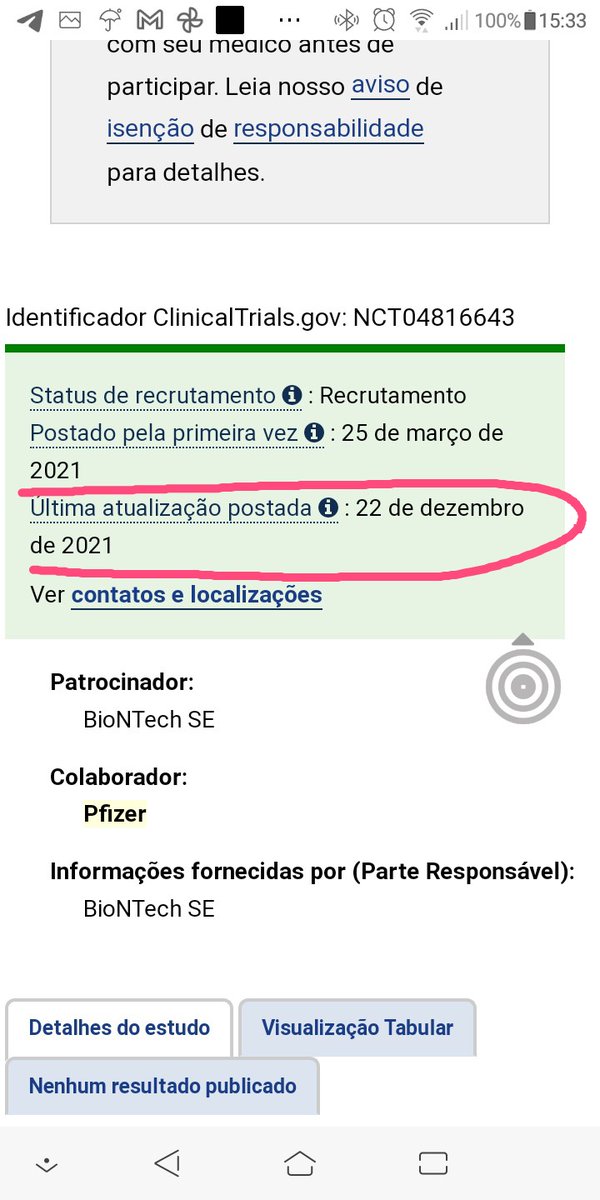 100% 15:33
com seu médico antes de
participar. Leia nosso aviso de
isenção de responsabilidade
para detalhes.
Identificador ClinicalTrials.gov: NCT04816643
Status de recrutamento : Recrutamento
Postado pela primeira vez : 25 de março de
2021
Última atualização postada : 22 de dezembro
de 2021
Ver contatos e localizações
Patrocinador:
BioNTech SE
Colaborador:
Pfizer
Informações fornecidas por (Parte Responsável):
BioNTech SE
Detalhes do estudo
Visualização Tabular
Nenhum resultado publicado